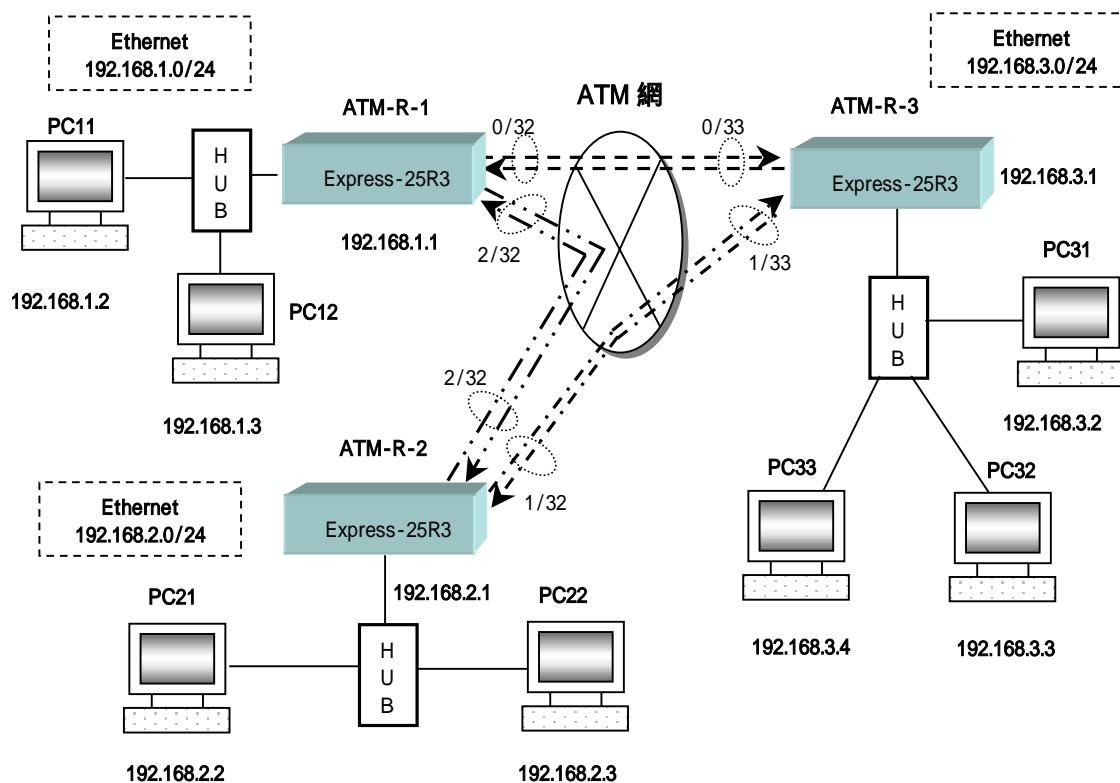 Ethernet
192.168.1.0/24
Ethernet
192.168.3.0/24
ATM 網
ATM-R-1
ATM-R-3
PC11
0/32
0/33
H
U
B
Express-25R3
Express-25R3
192.168.3.1
192.168.1.1
2/32
1/33
PC31
192.168.1.2
PC12
H
U
B
192.168.1.3
2/32
192.168.3.2
ATM-R-2
PC33
PC32
Ethernet
192.168.2.0/24
1/32
Express-25R3
PC21
192.168.2.1
PC22
192.168.3.4
192.168.3.3
H
U
B
192.168.2.2
192.168.2.3